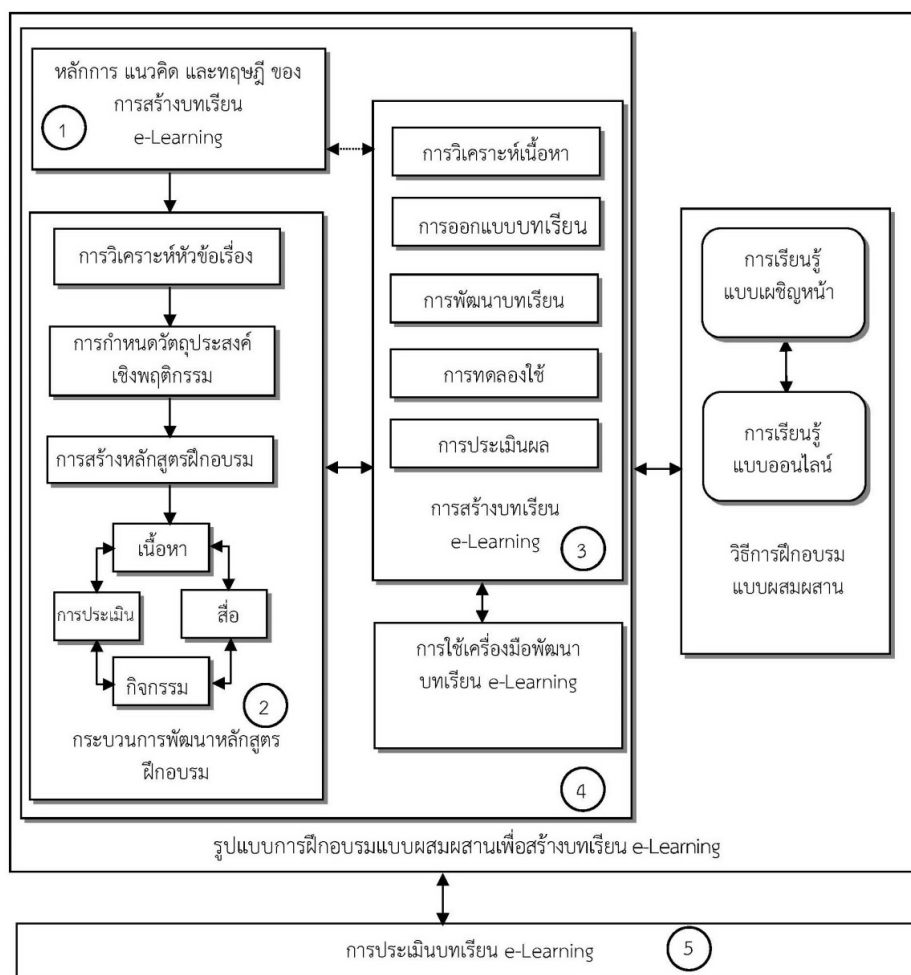 หลักการ แนวคิด และทฤษฎี ของ
การสร้างบทเรียน
e-Learning
1
การวิเคราะห์หัวข้อเรื่อง
การกำหนดวัตถุประสงค์
เชิงพฤติกรรม
การสร้างหลักสูตรฝึกอบรม
เนื้อหา
การประเมิน
สื่อ
กิจกรรม
2
กระบวนการพัฒนาหลักสูตร
ฝึกอบรม
การวิเคราะห์เนื้อหา
การออกแบบบทเรียน
การพัฒนาบทเรียน
การทดลองใช้
การประเมินผล
การสร้างบทเรียน
e-Learning
3
การใช้เครื่องมือพัฒนา
บทเรียน e-Learning
4
การเรียนรู้
แบบเผชิญหน้า
การเรียนรู้
แบบออนไลน์
วิธีการฝึกอบรม
แบบผสมผสาน
รูปแบบการฝึกอบรมแบบผสมผสานเพื่อสร้างบทเรียน e-Learning
การประเมินบทเรียน e-Learning
5